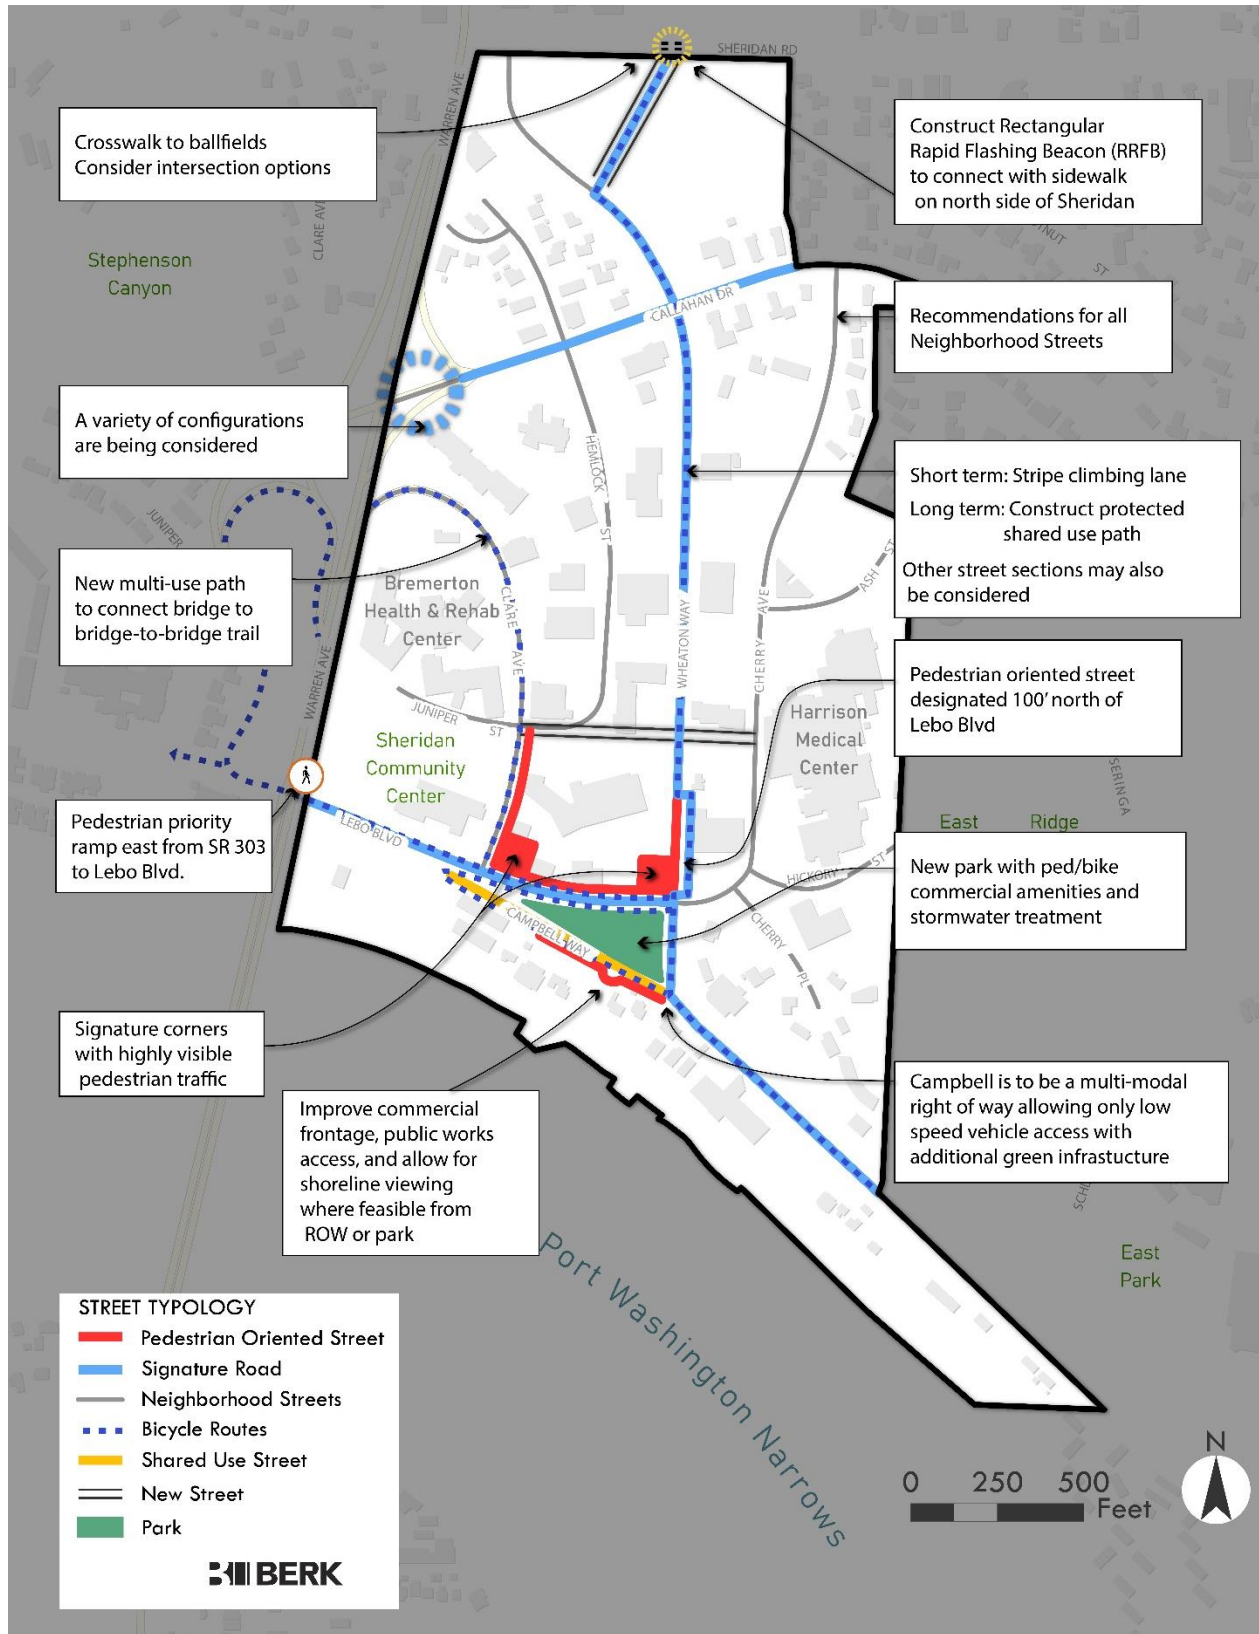 SHERIDAN RD
WARREN AVE
Crosswalk to ballfields
Consider intersection options
Construct Rectangular
Rapid Flashing Beacon (RRFB)
to connect with sidewalk
on north side of Sheridan
CLARE AVE
Stephenson
Canyon
ST
CALLAHAN DR
Recommendations for all
Neighborhood Streets
A variety of configurations
are being considered
HEMLOCK
ST
Short term: Stripe climbing lane
Long term: Construct protected
shared use path
Other street sections may also
be considered
JUNIPER
ASH ST
New multi-use path
to connect bridge to
bridge-to-bridge trail
Bremerton
Health & Rehab
Center
CLARE
AVE
WHEATON WAY
CHERRY AVE
WARREN AVE
Pedestrian oriented street
designated 100' north of
Lebo Blvd
JUNIPER
ST
Harrison
Medical
Center
Sheridan
Community
Center
SERINGA
Pedestrian priority
ramp east from SR 303
to Lebo Blvd.
LEBO BLVD
East Ridge
HICKORY ST
New park with ped/bike
commercial amenities and
stormwater treatment
CAMPBELL WAY
CHERRY
PL
Signature corners
with highly visible
pedestrian traffic
Improve commercial
frontage, public works
access, and allow for
shoreline viewing
where feasible from
ROW or park
Campbell is to be a multi-modal
right of way allowing only low
speed vehicle access with
additional green infrastucture
East
Park
Port Washington Narrows
STREET TYPOLOGY
Pedestrian Oriented Street
Signature Road
Neighborhood Streets
Bicycle Routes
Shared Use Street
New Street
Park
BERK
N
0 250 500
Feet